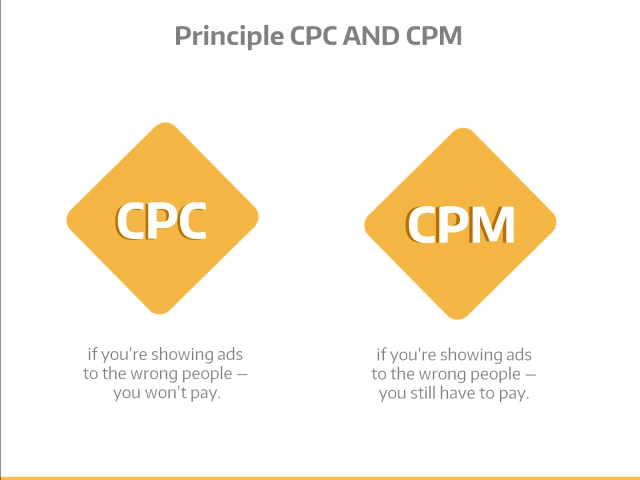 Principle CPC AND CPM
CPC
if you're showing ads
to the wrong people —
you won't pay.
CPM
if you're showing ads
to the wrong people —
you still have to pay.